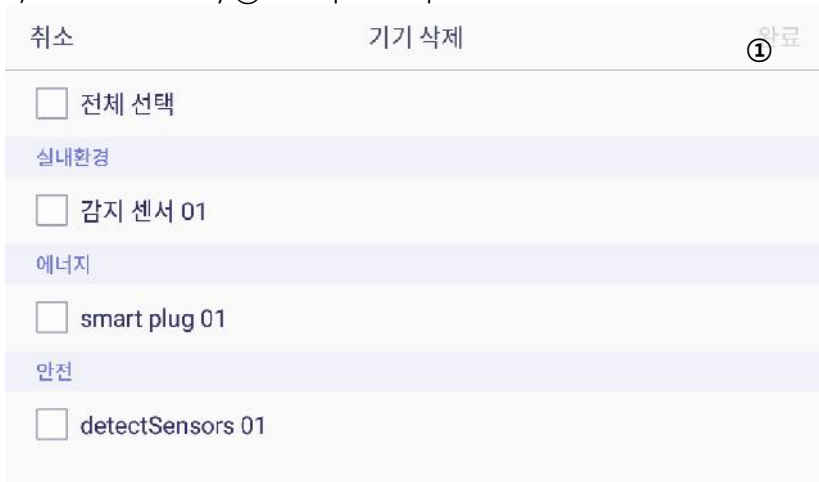 취소 기기 삭제 ① 완료
전체 선택
실내환경
감지 센서 01
에너지
smart plug 01
안전
detectSensors 01